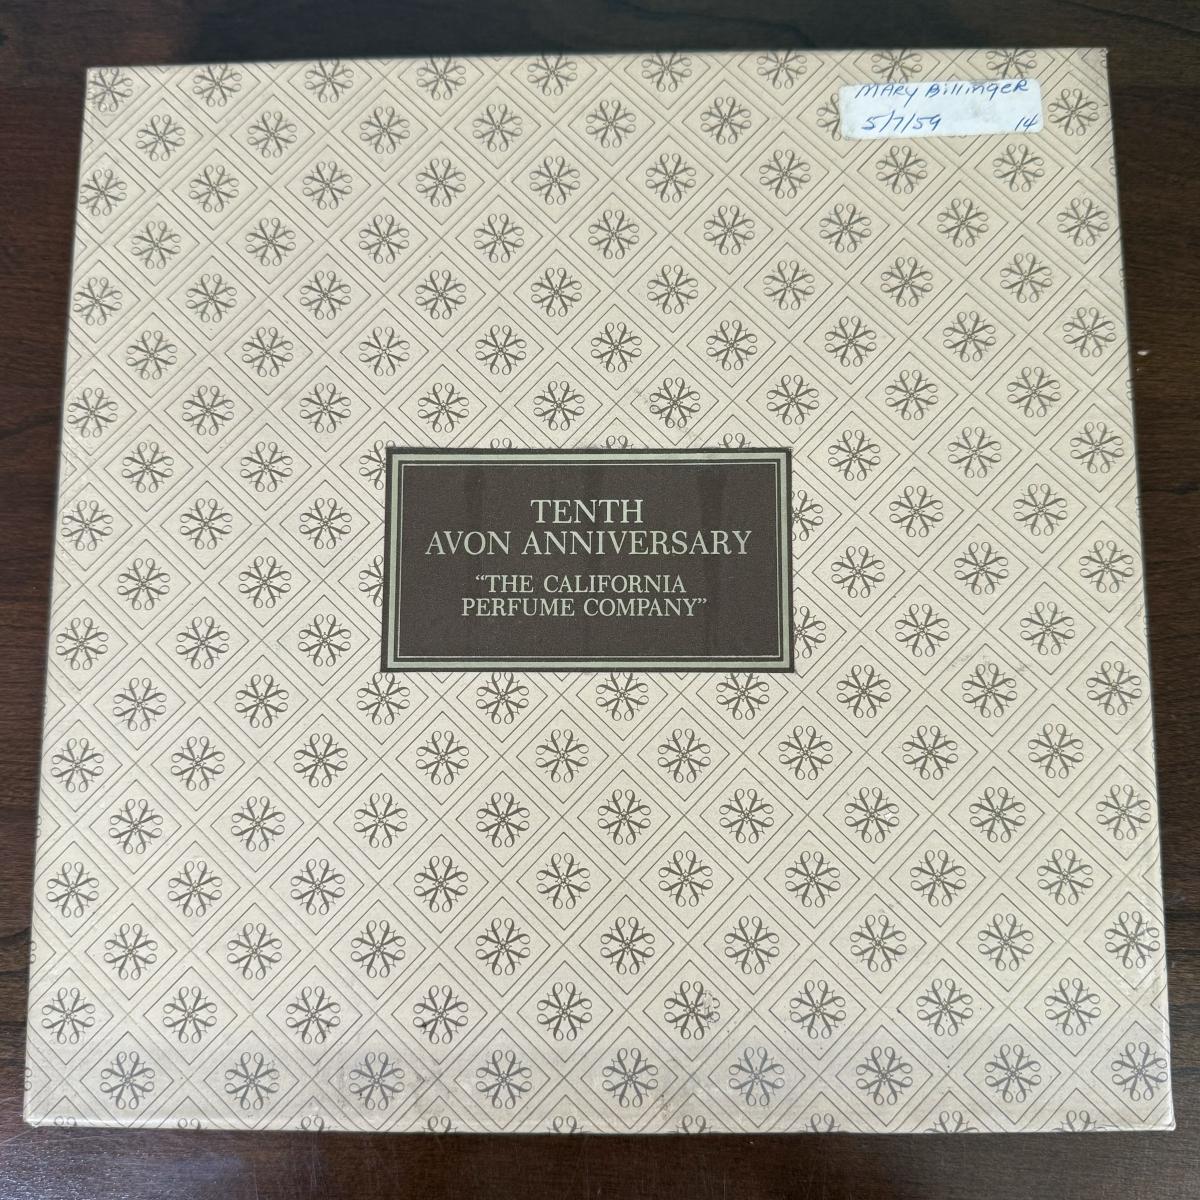 MARY BillingeR
5/7/59 14
TENTH
AVON ANNIVERSARY
“THE CALIFORNIA
PERFUME COMPANY”